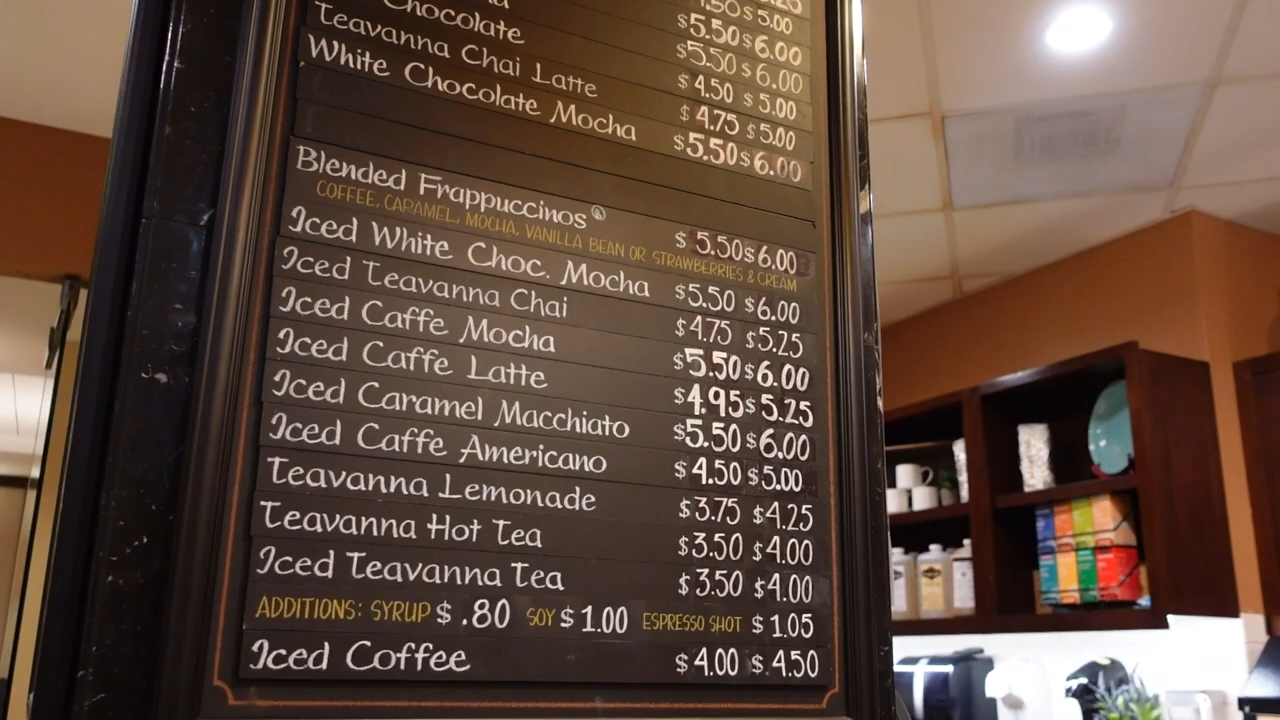 $5.00
$5.50 $6.00
$5.50 $6.00
Chocolate $4.50 $5.00
Teavanna Chai Latte $4.75 $5.00
White Chocolate Mocha $5.50 $6.00
Blended Frappuccinos® $5.50 $6.00
COFFEE, CARAMEL, MOCHA, VANILLA BEAN OR STRAWBERRIES & CREAM
Iced White Choc. Mocha $5.50 $6.00
Iced Teavanna Chai $4.75 $5.25
Iced Caffe Mocha $5.50 $6.00
Iced Caffe Latte $4.95 $5.25
Iced Caramel Macchiato $5.50 $6.00
Iced Caffe Americano $4.50 $5.00
Teavanna Lemonade $3.75 $4.25
Teavanna Hot Tea $3.50 $4.00
Iced Teavanna Tea $3.50 $4.00
ADDITIONS: SYRUP $.80 SOY $1.00 ESPRESSO SHOT $1.05
Iced Coffee $4.00 $4.50